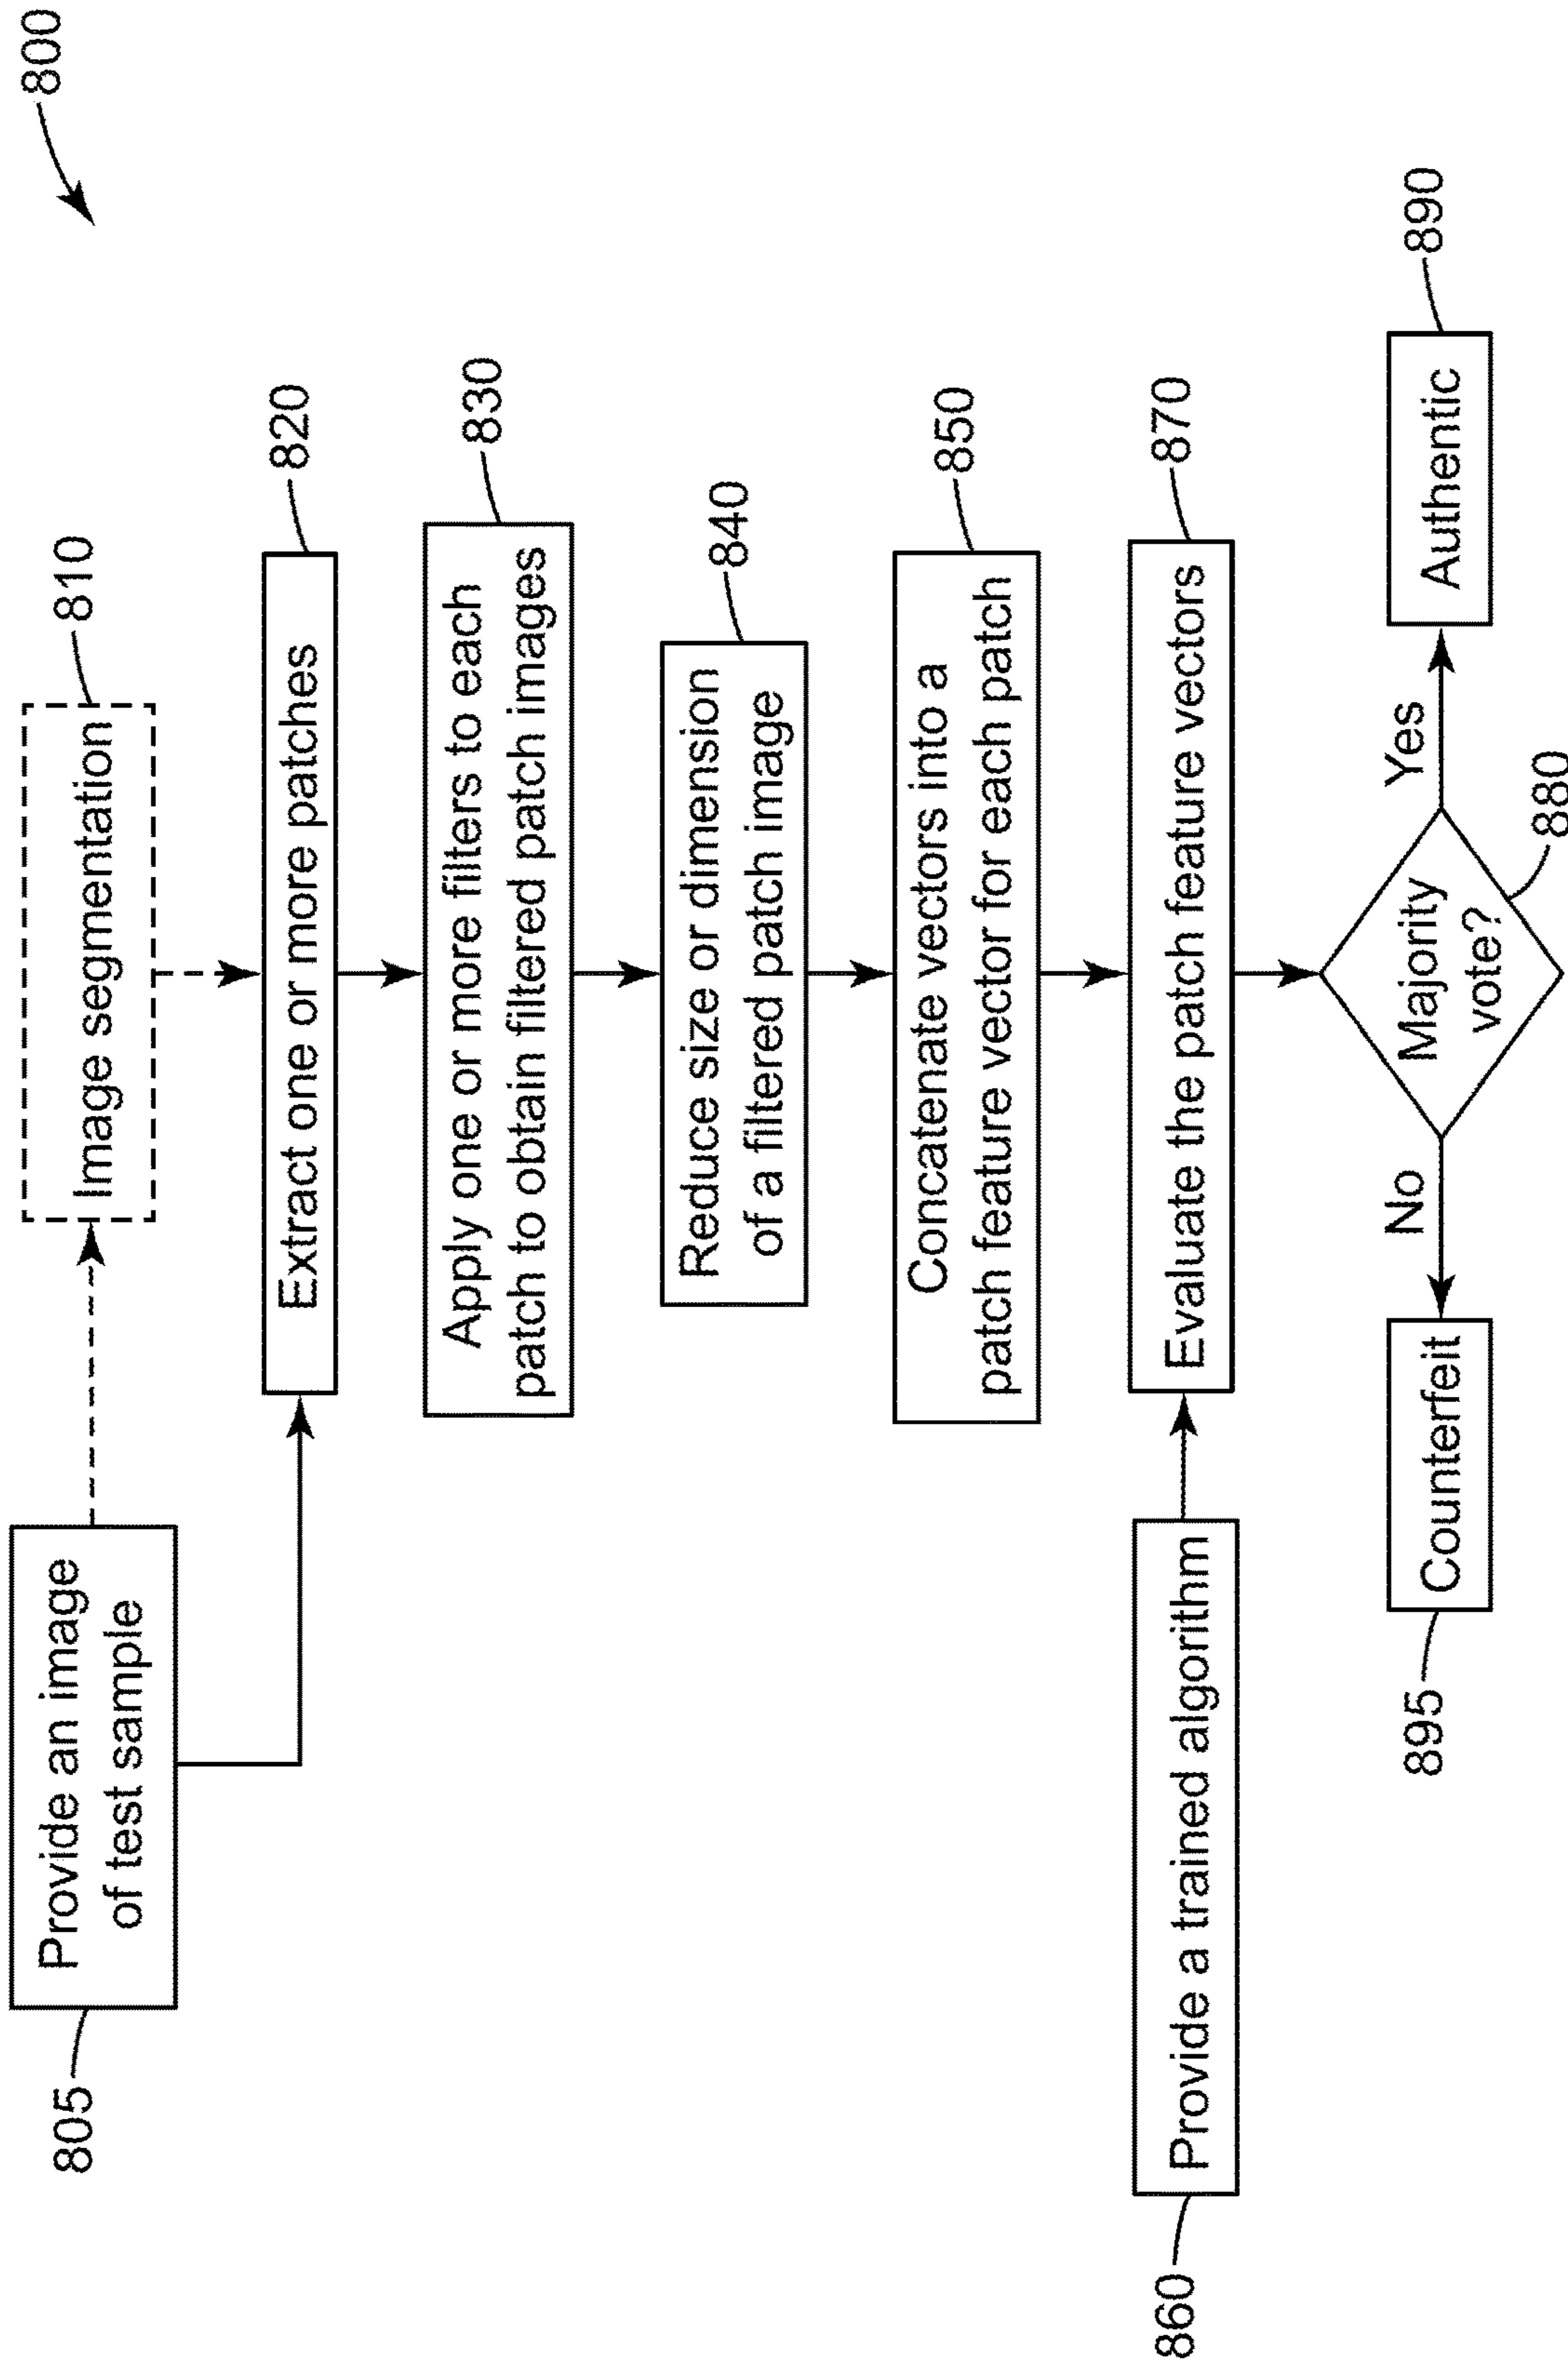 800
805
Provide an image
of test sample
Image segmentation
810
Extract one or more patches
820
Apply one or more filters to each
patch to obtain filtered patch images
830
Reduce size or dimension
of a filtered patch image
840
Concatenate vectors into a
patch feature vector for each patch
850
860
Provide a trained algorithm
Evaluate the patch feature vectors
870
Majority
vote?
880
No
Yes
895
Counterfeit
Authentic
890